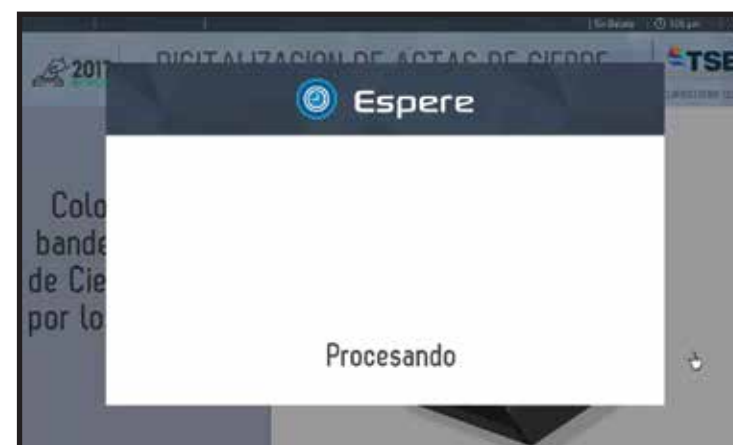 2017
DIGITALIZACION DE ACTAS DE CIERRE
TSE
Espere
Colo
bande
de Cie
por lo
Procesando